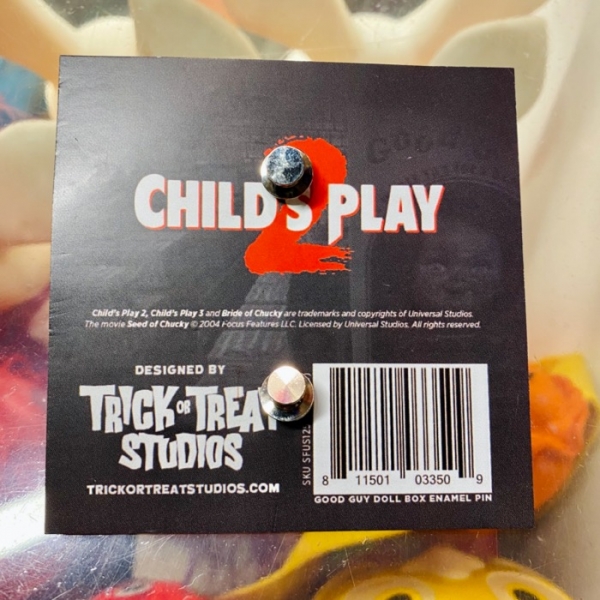 GOOD
2
CHILD'S PLAY
Child's Play 2, Child's Play 3 and Bride of Chucky are trademarks and copyrights of Universal Studios.
The movie Seed of Chucky © 2004 Focus Features LLC. Licensed by Universal Studios. All rights reserved.
DESIGNED BY
TRICK OR TREAT
STUDIOS
TRICKORTREATSTUDIOS.COM
SKU SFUS12
8 11501 03350 9
GOOD GUY DOLL BOX ENAMEL PIN